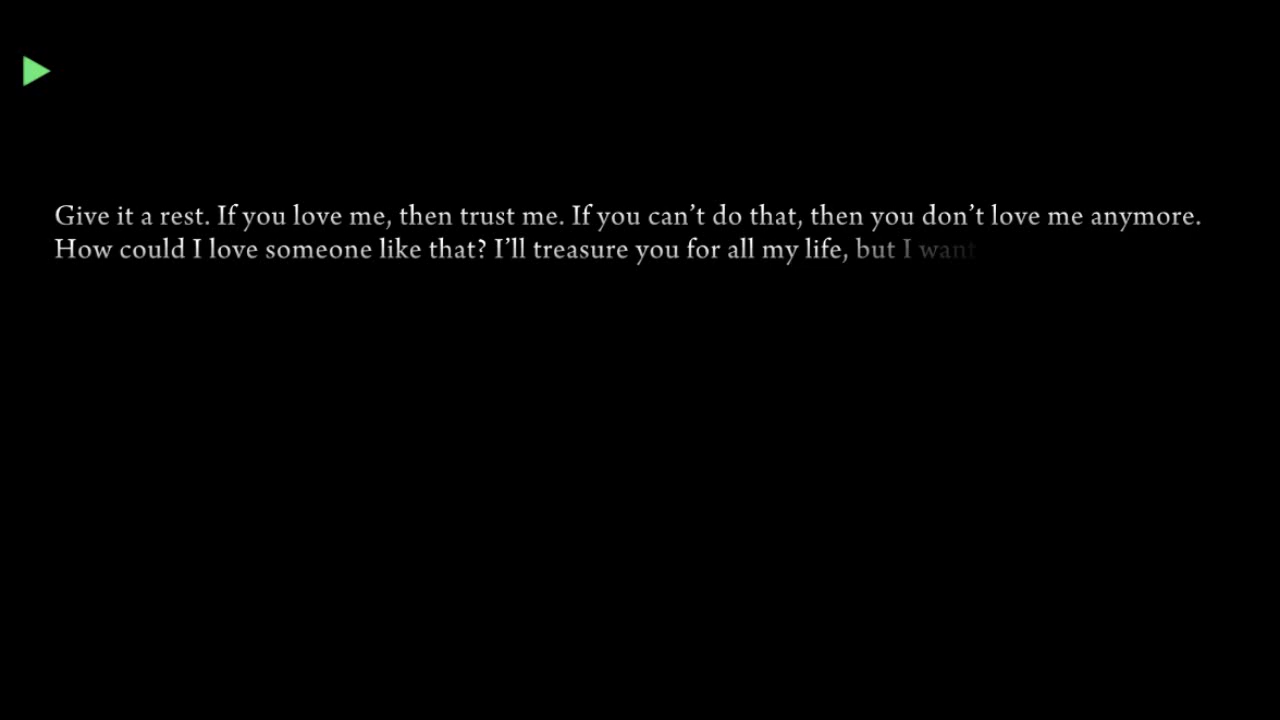 Give it a rest. If you love me, then trust me. If you can’t do that, then you don’t love me anymore.
How could I love someone like that? I’ll treasure you for all my life, but I want